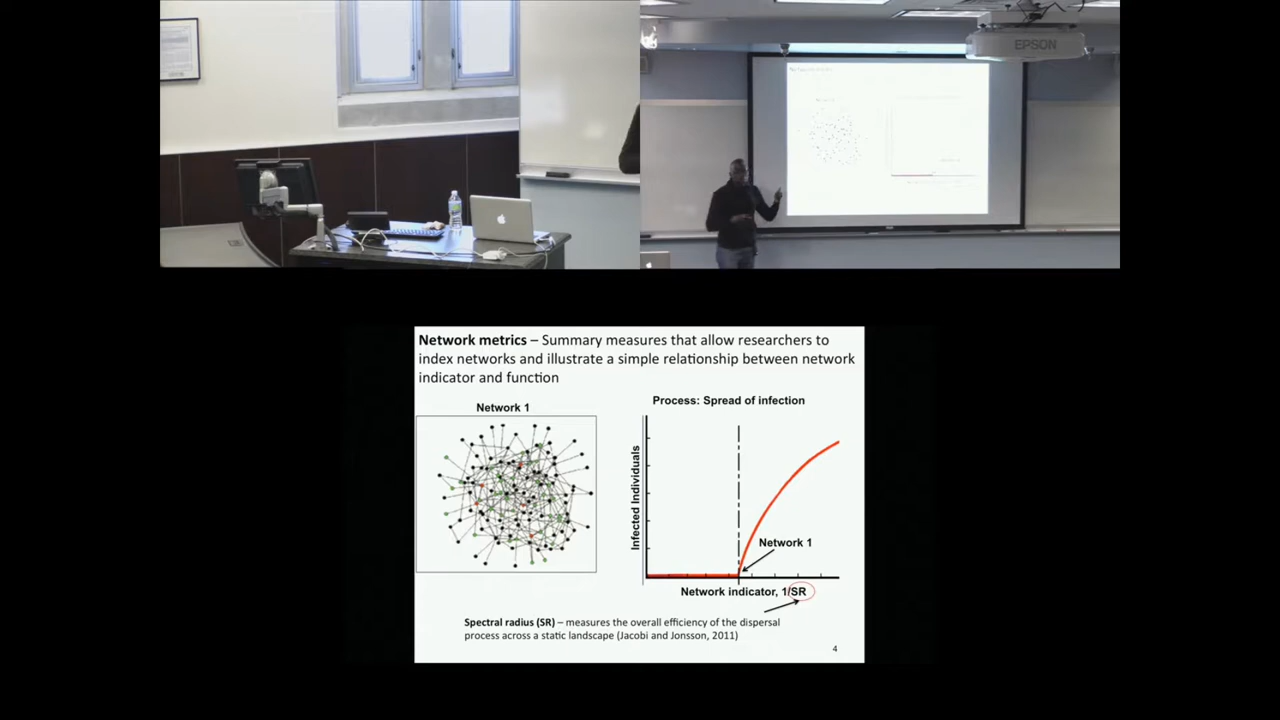 EPSON
Network metrics – Summary measures that allow researchers to
index networks and illustrate a simple relationship between network
indicator and function
Network 1
Process: Spread of infection
Infected Individuals
Network 1
Network indicator, 1/SR
Spectral radius (SR) – measures the overall efficiency of the dispersal
process across a static landscape (Jacobi and Jonsson, 2011)
4